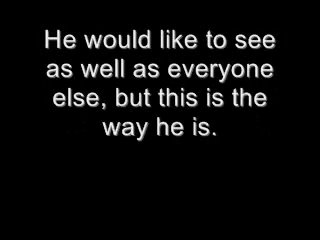 He would like to see
as well as everyone
else, but this is the
way he is.